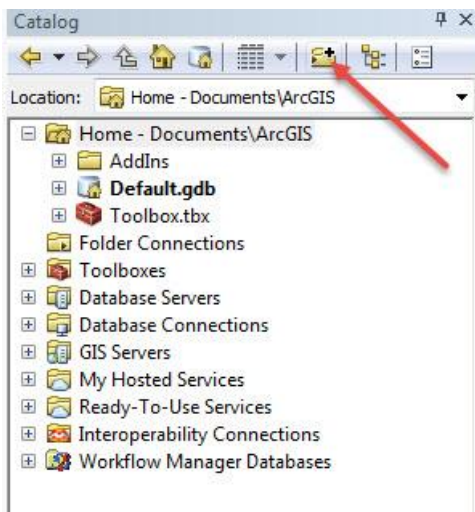 Catalog
Location: Home - Documents\ArcGIS
Home - Documents\ArcGIS
AddIns
Default.gdb
Toolbox.tbx
Folder Connections
Toolboxes
Database Servers
Database Connections
GIS Servers
My Hosted Services
Ready-To-Use Services
Interoperability Connections
Workflow Manager Databases